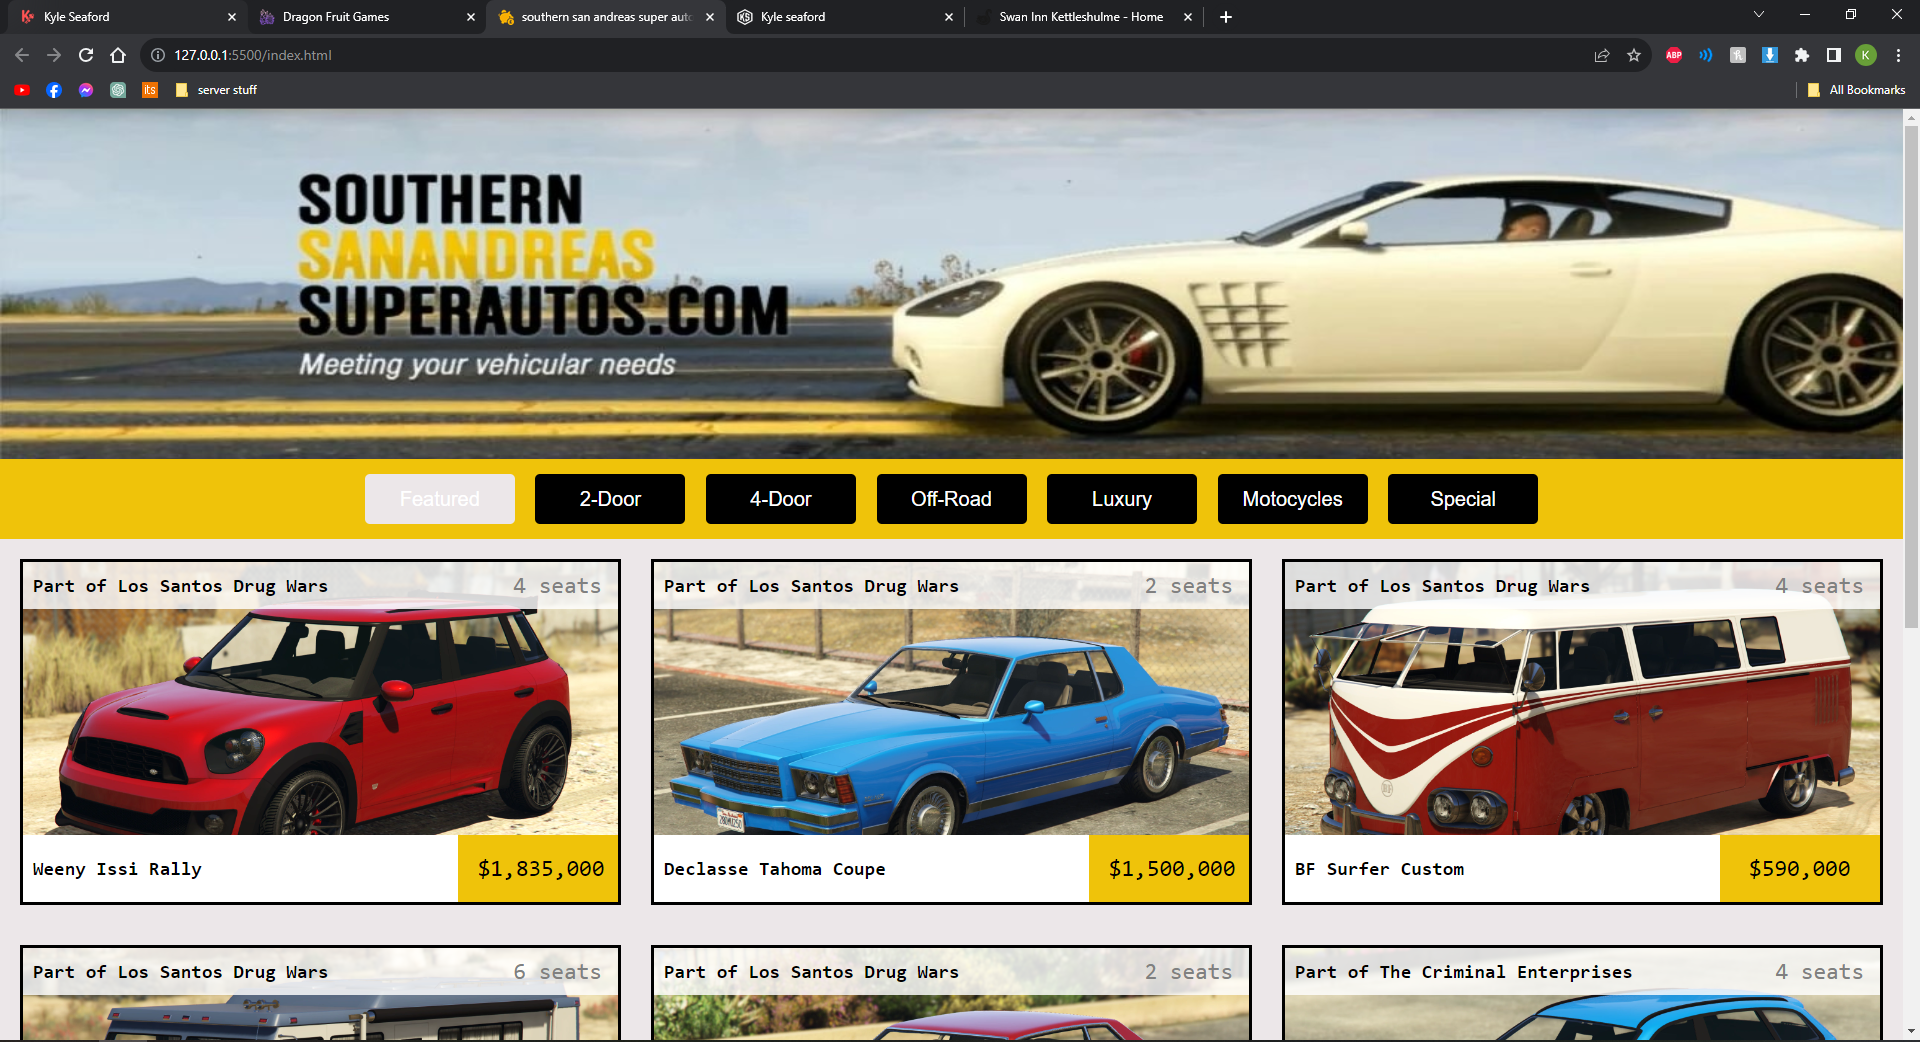 Kyle Seaford
Dragon Fruit Games
southern san andreas super auto
Kyle seaford
Swan Inn Kettleshulme - Home
127.0.0.1:5500/index.html
ABP
K
its
server stuff
All Bookmarks
SOUTHERN
SANANDREAS
SUPERAUTOS.COM
Meeting your vehicular needs
Featured
2-Door
4-Door
Off-Road
Luxury
Motocycles
Special
Part of Los Santos Drug Wars
4 seats
Part of Los Santos Drug Wars
2 seats
Part of Los Santos Drug Wars
4 seats
Weeny Issi Rally
$1,835,000
Declasse Tahoma Coupe
$1,500,000
BF Surfer Custom
$590,000
Part of Los Santos Drug Wars
6 seats
Part of Los Santos Drug Wars
2 seats
Part of The Criminal Enterprises
4 seats